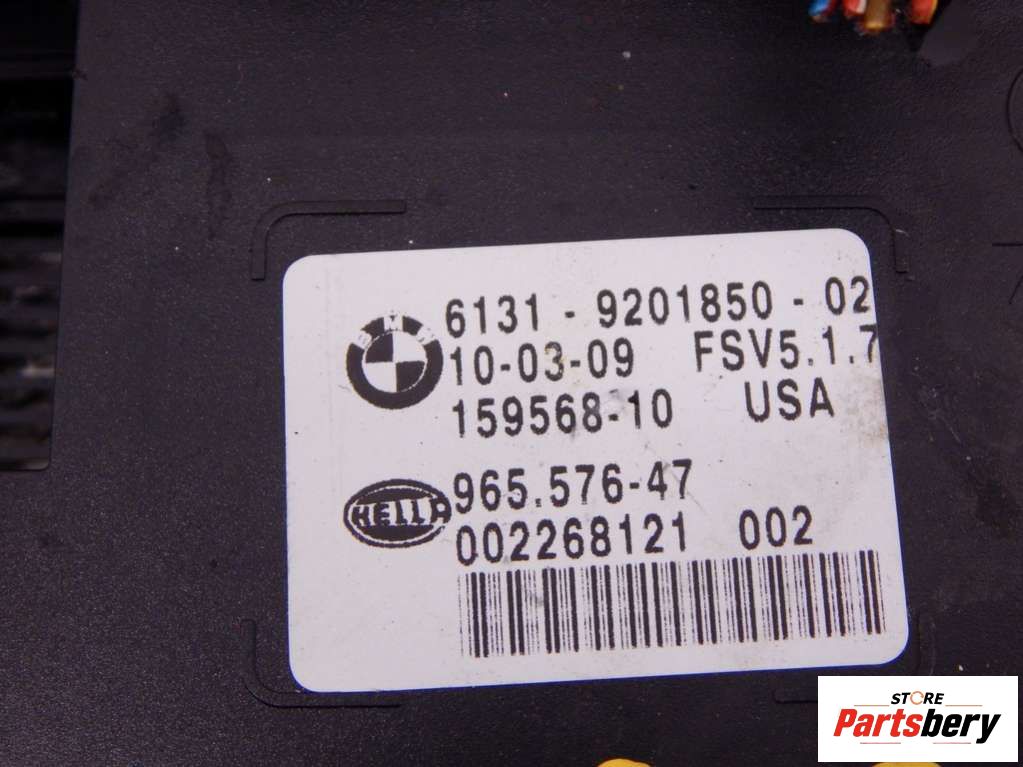 BMW
6131 - 9201850 - 02
10-03-09 FSV5.1.7
159568-10 USA
HELLA
965.576-47
002268121 002
STORE
Partsbery